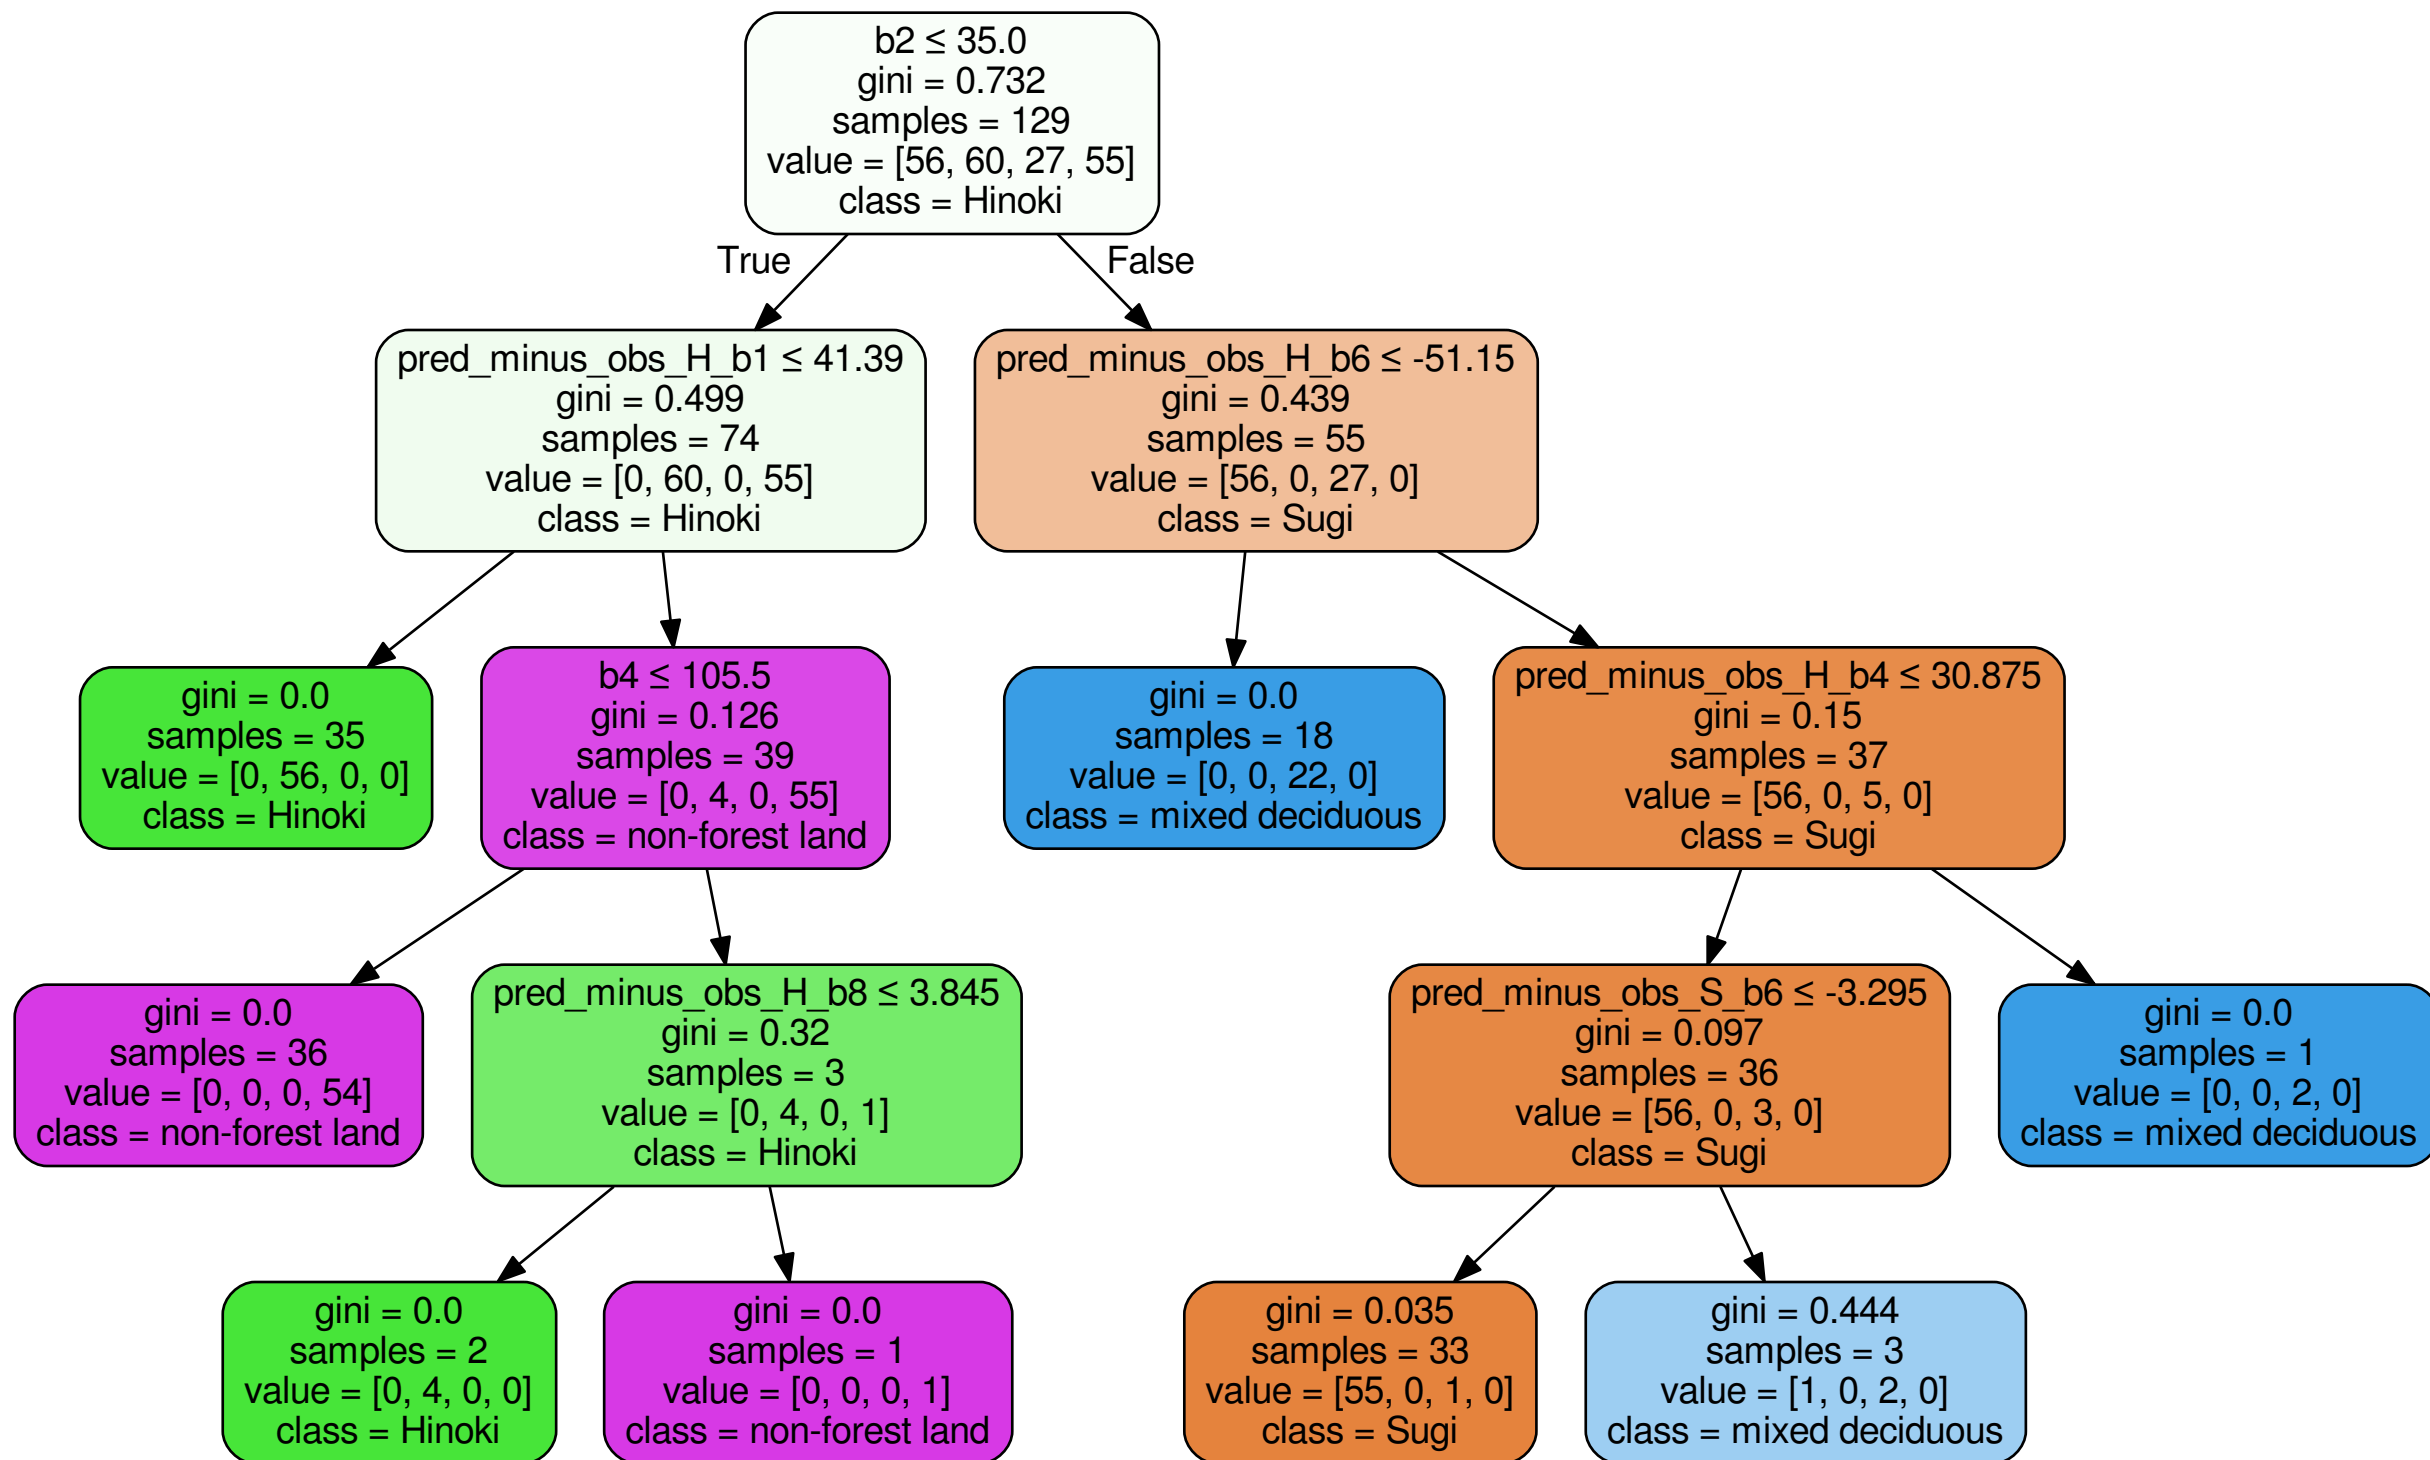 b2 ≤ 35.0
gini = 0.732
samples = 129
value = [56, 60, 27, 55]
class = Hinoki
True
False
pred_minus_obs_H_b1 ≤ 41.39
gini = 0.499
samples = 74
value = [0, 60, 0, 55]
class = Hinoki
pred_minus_obs_H_b6 ≤ -51.15
gini = 0.439
samples = 55
value = [56, 0, 27, 0]
class = Sugi
gini = 0.0
samples = 35
value = [0, 56, 0, 0]
class = Hinoki
b4 ≤ 105.5
gini = 0.126
samples = 39
value = [0, 4, 0, 55]
class = non-forest land
gini = 0.0
samples = 18
value = [0, 0, 22, 0]
class = mixed deciduous
pred_minus_obs_H_b4 ≤ 30.875
gini = 0.15
samples = 37
value = [56, 0, 5, 0]
class = Sugi
gini = 0.0
samples = 36
value = [0, 0, 0, 54]
class = non-forest land
pred_minus_obs_H_b8 ≤ 3.845
gini = 0.32
samples = 3
value = [0, 4, 0, 1]
class = Hinoki
pred_minus_obs_S_b6 ≤ -3.295
gini = 0.097
samples = 36
value = [56, 0, 3, 0]
class = Sugi
gini = 0.0
samples = 1
value = [0, 0, 2, 0]
class = mixed deciduous
gini = 0.0
samples = 2
value = [0, 4, 0, 0]
class = Hinoki
gini = 0.0
samples = 1
value = [0, 0, 0, 1]
class = non-forest land
gini = 0.035
samples = 33
value = [55, 0, 1, 0]
class = Sugi
gini = 0.444
samples = 3
value = [1, 0, 2, 0]
class = mixed deciduous